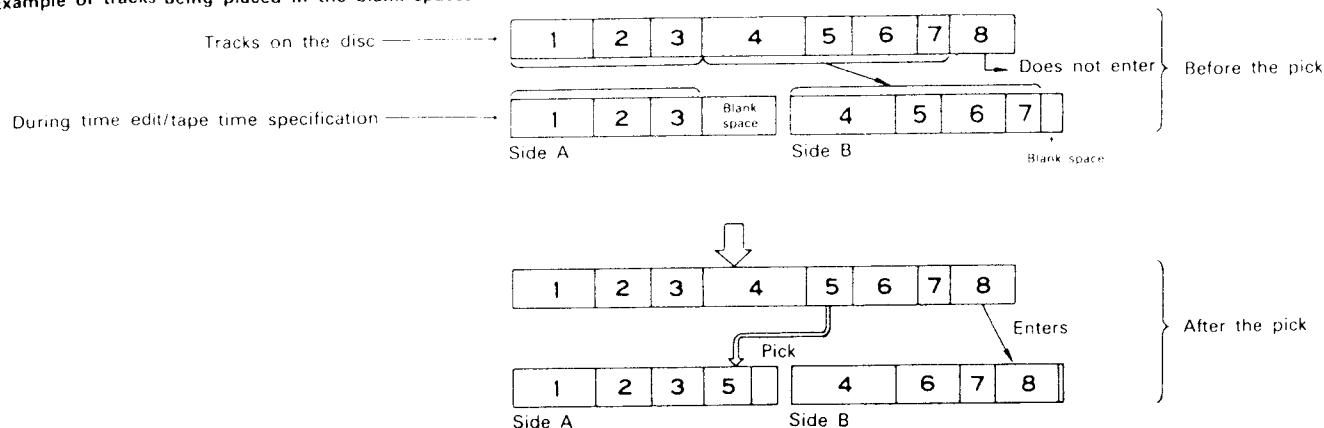 Example of tracks being placed in the blank space
Tracks on the disc
1 2 3 4 5 6 7 8
Does not enter
Before the pick
During time edit/tape time specification
1 2 3 Blank space 4 5 6 7
Side A Side B
Blank space
1 2 3 4 5 6 7 8
Enters
After the pick
Pick
1 2 3 5 4 6 7 8
Side A Side B